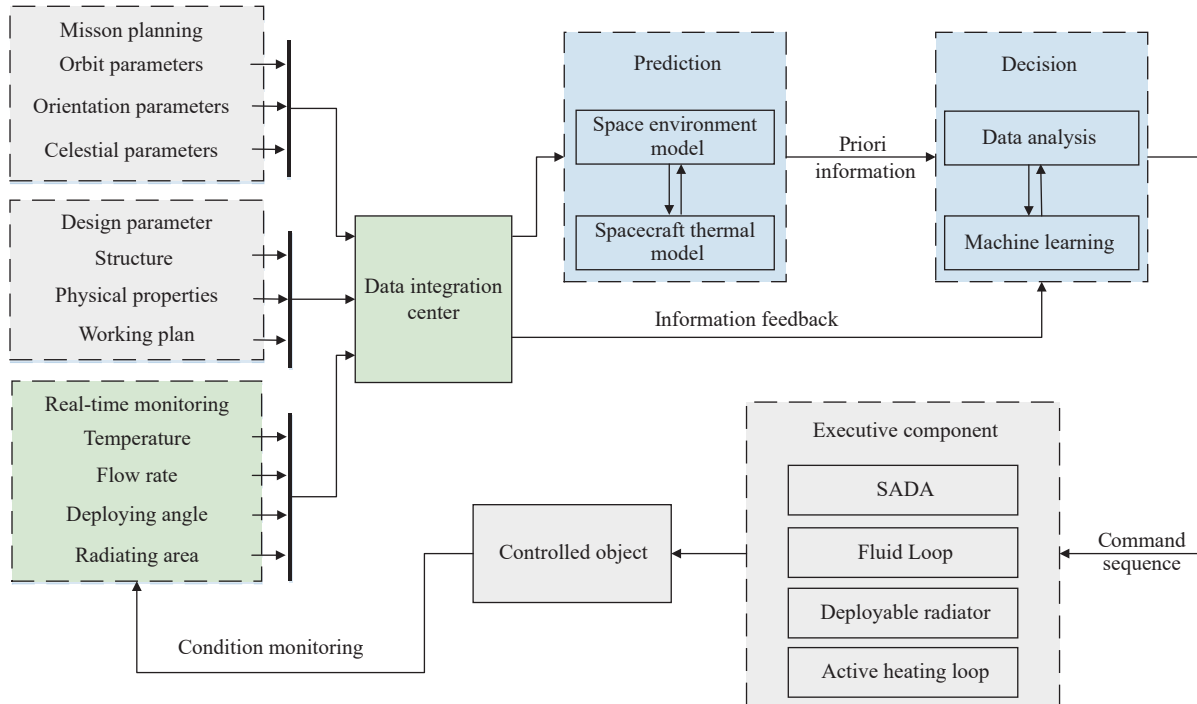 Misson planning
Orbit parameters
Orientation parameters
Celestial parameters
Design parameter
Structure
Physical properties
Working plan
Real-time monitoring
Temperature
Flow rate
Deploying angle
Radiating area
Data integration
center
Prediction
Space environment
model
Spacecraft thermal
model
Priori
information
Decision
Data analysis
Machine learning
Information feedback
Executive component
SADA
Fluid Loop
Deployable radiator
Active heating loop
Command
sequence
Controlled object
Condition monitoring